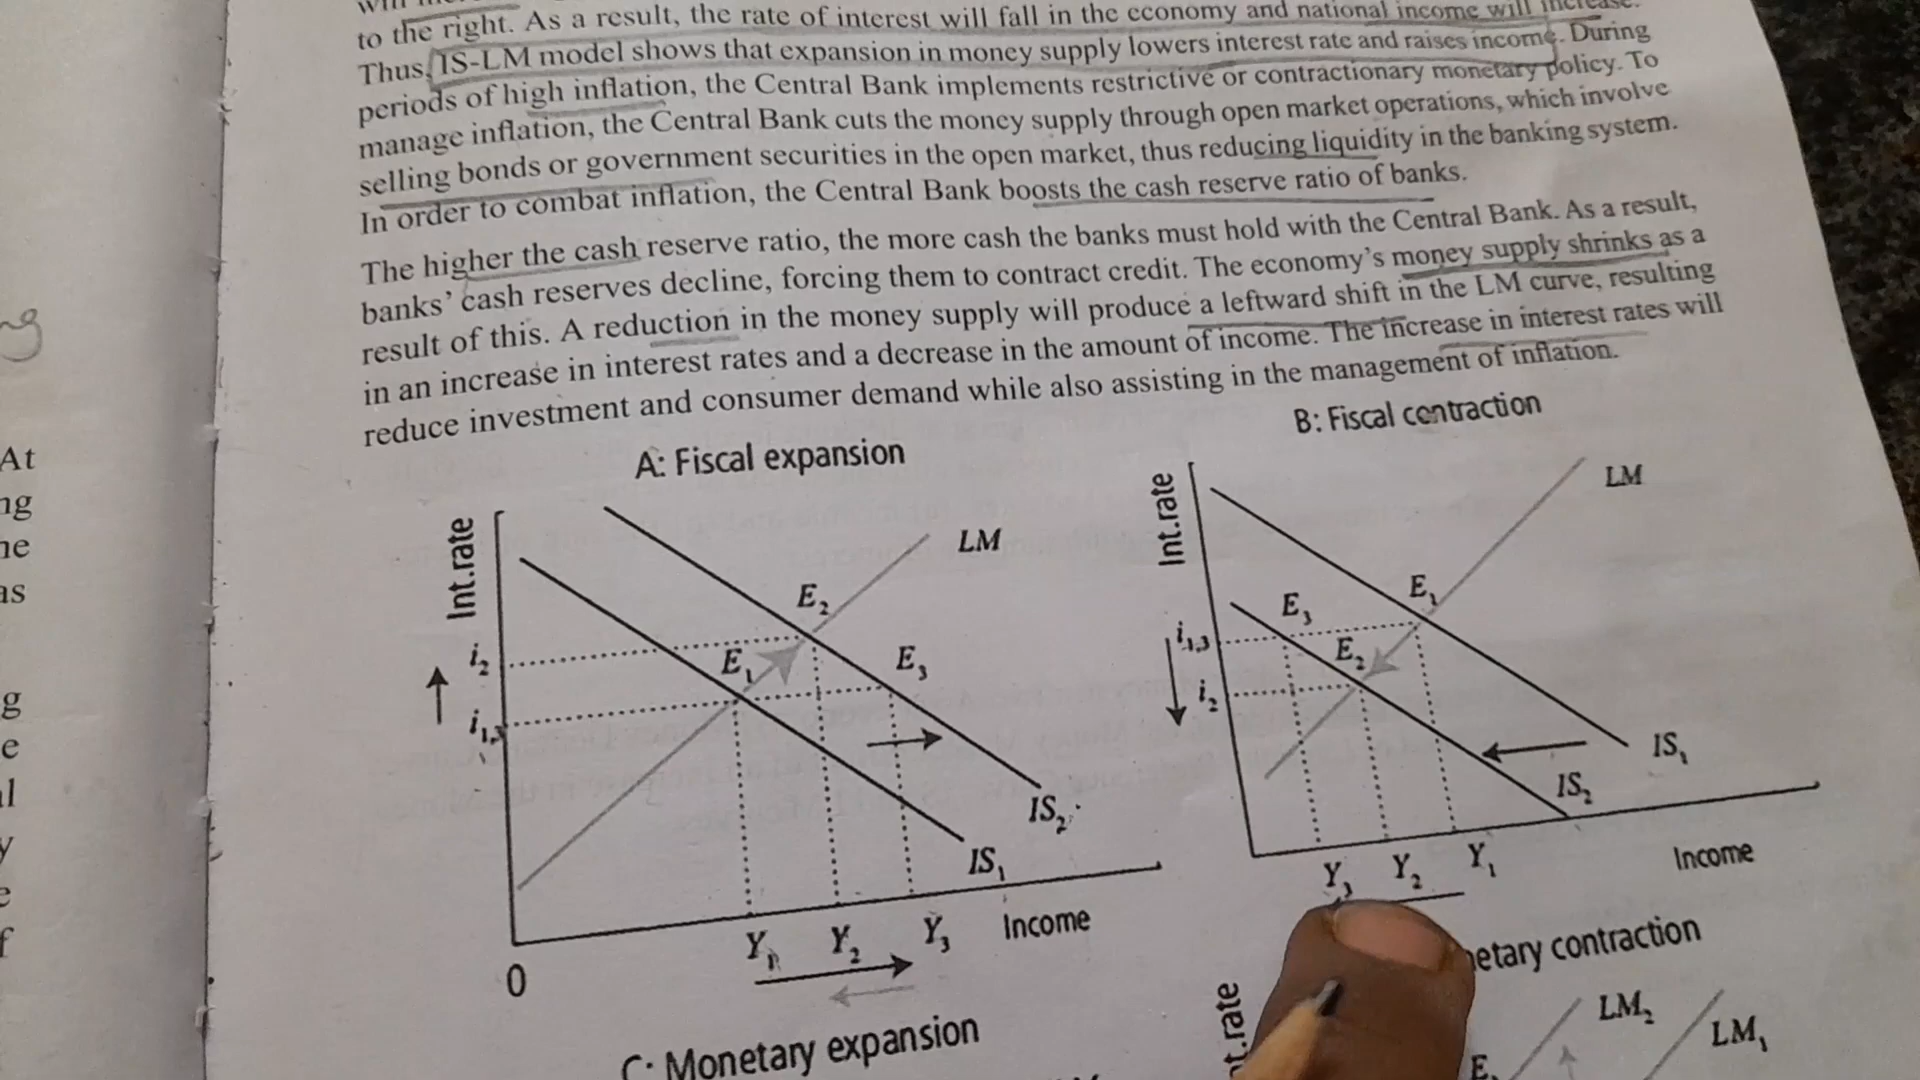 to the right. As a result, the rate of interest will fall in the economy and national income will increase.
Thus, IS-LM model shows that expansion in money supply lowers interest rate and raises income. During
periods of high inflation, the Central Bank implements restrictive or contractionary monetary policy. To
manage inflation, the Central Bank cuts the money supply through open market operations, which involve
selling bonds or government securities in the open market, thus reducing liquidity in the banking system.
In order to combat inflation, the Central Bank boosts the cash reserve ratio of banks.
The higher the cash reserve ratio, the more cash the banks must hold with the Central Bank. As a result,
banks' cash reserves decline, forcing them to contract credit. The economy's money supply shrinks as a
result of this. A reduction in the money supply will produce a leftward shift in the LM curve, resulting
in an increase in interest rates and a decrease in the amount of income. The increase in interest rates will
reduce investment and consumer demand while also assisting in the management of inflation.
A: Fiscal expansion
Int.rate
LM
E₂
E₁
E₃
i₂
i₁,₃
IS₂
IS₁
Y₁ Y₂ Y₃ Income
0
B: Fiscal contraction
Int.rate
LM
E₁
E₃
E₂
i₁,₃
i₂
IS₁
IS₂
Y₃ Y₂ Y₁ Income
C: Monetary expansion
etary contraction
t.rate
LM₂
LM₁
At
ng
g
e
y
e
f